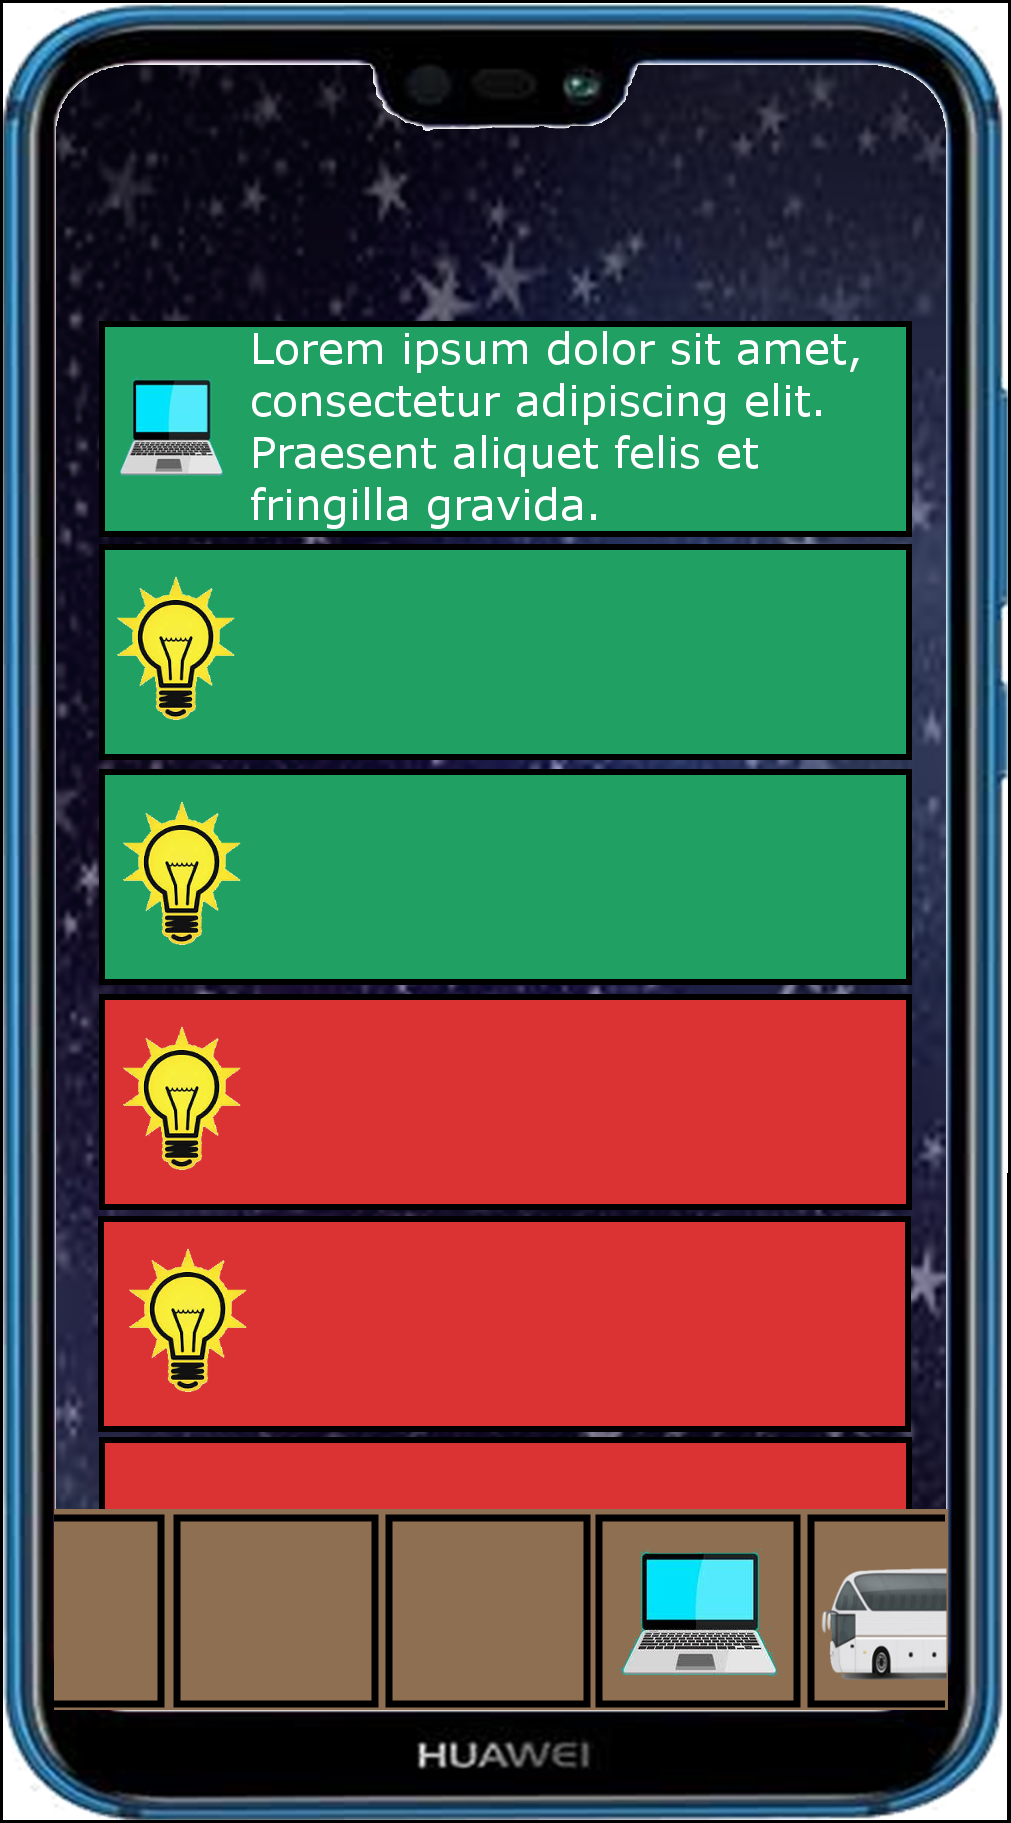 Lorem ipsum dolor sit amet,
consectetur adipiscing elit.
Praesent aliquet felis et
fringilla gravida.
HUAWEI